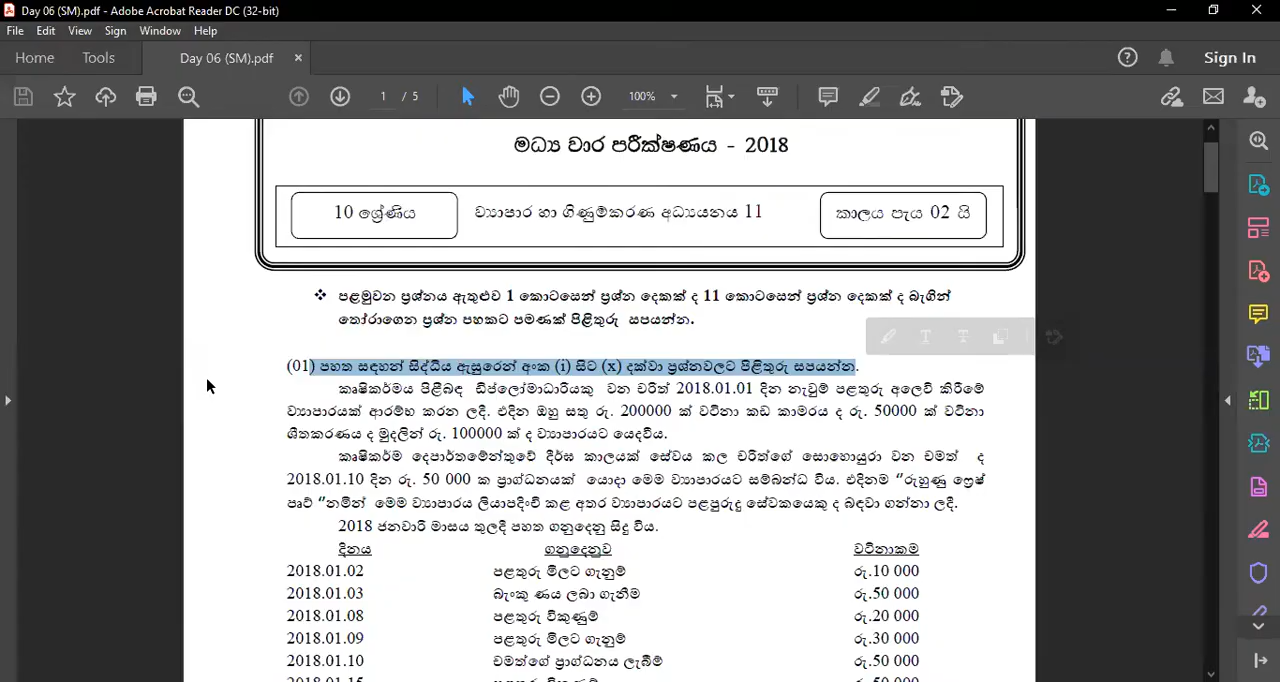 Day 06 (SM).pdf - Adobe Acrobat Reader DC (32-bit)
File Edit View Sign Window Help
Home Tools Day 06 (SM).pdf × Sign In
1 / 5 100%
මධ්‍ය වාර පරීක්ෂණය - 2018
10 ශ්‍රේණිය ව්‍යාපාර හා ගිණුම්කරණ අධ්‍යයනය 11 කාලය පැය 02 යි
❖ පළමුවන ප්‍රශ්නය ඇතුළුව 1 කොටසෙන් ප්‍රශ්න දෙකක් ද 11 කොටසෙන් ප්‍රශ්න දෙකක් ද බැගින්
තෝරාගෙන ප්‍රශ්න පහකට පමණක් පිළිතුරු සපයන්න.
(01) පහත සඳහන් සිද්ධිය ඇසුරෙන් අංක (i) සිට (x) දක්වා ප්‍රශ්නවලට පිළිතුරු සපයන්න.
කෘෂිකර්මය පිළිබඳ ඩිප්ලෝමාධාරියකු වන චරිත් 2018.01.01 දින නැවුම් පළතුරු අලෙවි කිරීමේ
ව්‍යාපාරයක් ආරම්භ කරන ලදී. එදින ඔහු සතු රු. 200000 ක් වටිනා කඩ කාමරය ද රු. 50000 ක් වටිනා
ශීතකරණය ද මුදලින් රු. 100000 ක් ද ව්‍යාපාරයට යෙදවීය.
කෘෂිකර්ම දෙපාර්තමේන්තුවේ දීර්ඝ කාලයක් සේවය කල චරිත්ගේ සොහොයුරා වන චමත් ද
2018.01.10 දින රු. 50 000 ක ප්‍රාග්ධනයක් යොදා මෙම ව්‍යාපාරයට සම්බන්ධ විය. එදිනම "රුහුණු ෆ්‍රෙෂ්
පෘට් "නමින් මෙම ව්‍යාපාරය ලියාපදිංචි කළ අතර ව්‍යාපාරයට පළපුරුදු සේවකයෙකු ද බඳවා ගන්නා ලදී.
2018 ජනවාරි මාසය තුලදී පහත ගනුදෙනු සිදු විය.
දිනය ගනුදෙනුව වටිනාකම
2018.01.02 පළතුරු මිලට ගැනුම් රු.10 000
2018.01.03 බැංකු ණය ලබා ගැනීම රු.50 000
2018.01.08 පළතුරු විකුණුම් රු.20 000
2018.01.09 පළතුරු මිලට ගැනුම් රු.30 000
2018.01.10 චමත්ගේ ප්‍රාග්ධනය ලැබීම් රු.50 000